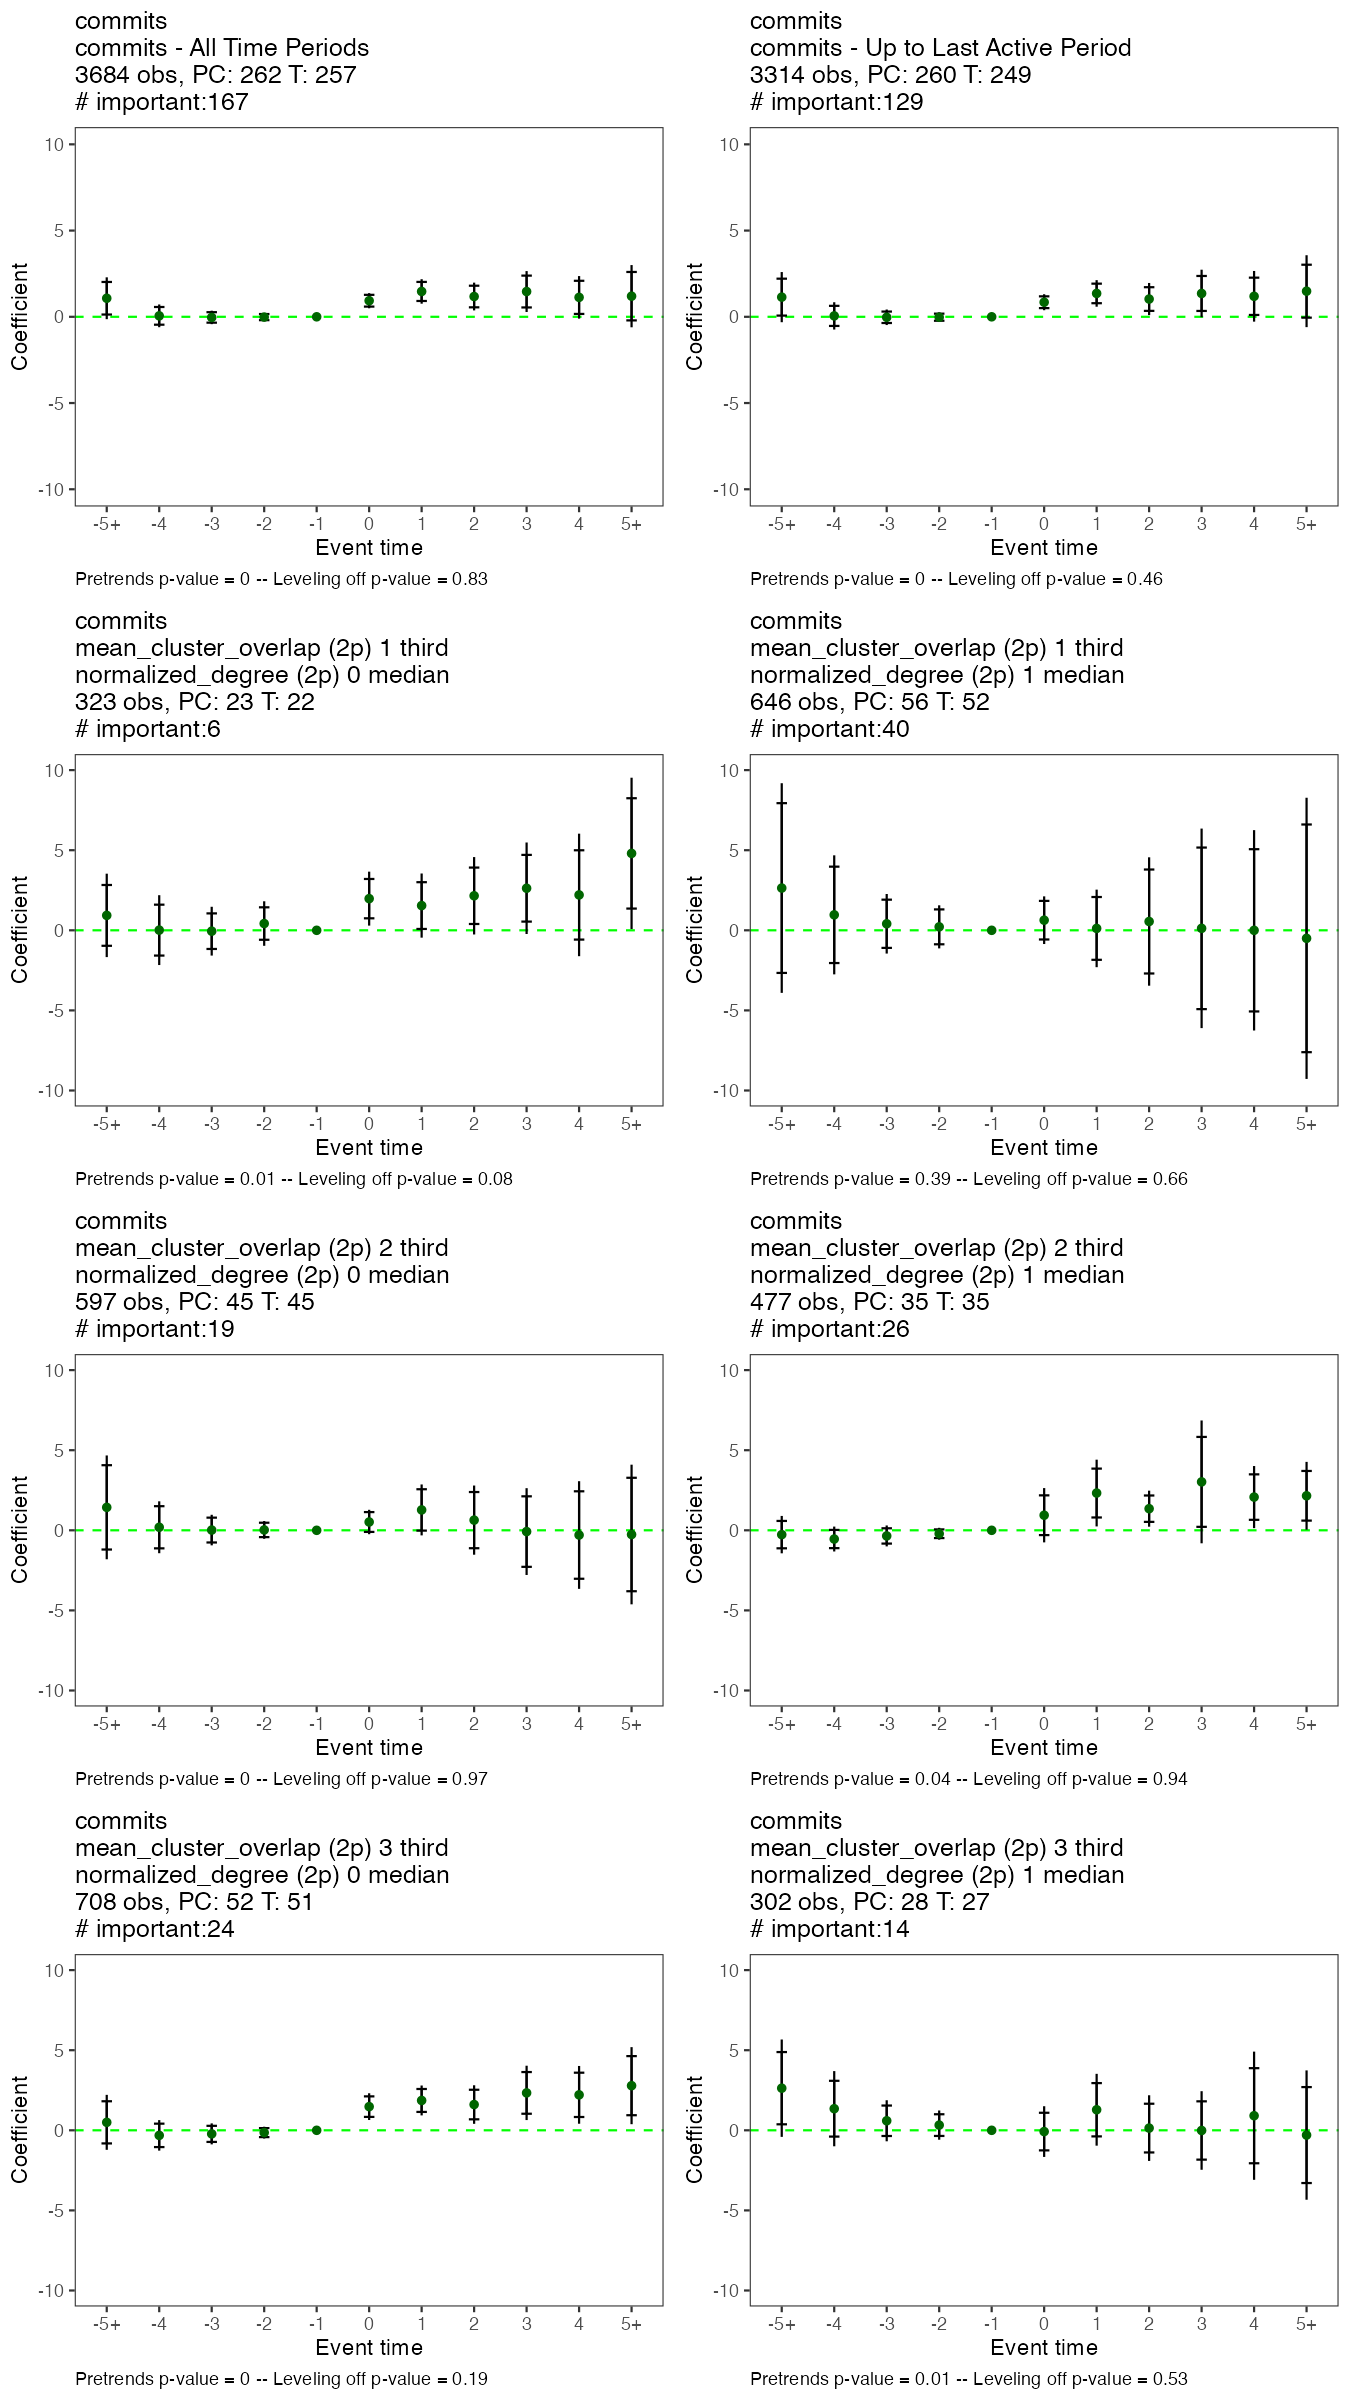 commits
commits - All Time Periods
3684 obs, PC: 262 T: 257
# important:167
10
5
0
-5
-10
Coefficient
-5+ -4 -3 -2 -1 0 1 2 3 4 5+
Event time
Pretrends p-value = 0 -- Leveling off p-value = 0.83
commits
commits - Up to Last Active Period
3314 obs, PC: 260 T: 249
# important:129
10
5
0
-5
-10
Coefficient
-5+ -4 -3 -2 -1 0 1 2 3 4 5+
Event time
Pretrends p-value = 0 -- Leveling off p-value = 0.46
commits
mean_cluster_overlap (2p) 1 third
normalized_degree (2p) 0 median
323 obs, PC: 23 T: 22
# important:6
10
5
0
-5
-10
Coefficient
-5+ -4 -3 -2 -1 0 1 2 3 4 5+
Event time
Pretrends p-value = 0.01 -- Leveling off p-value = 0.08
commits
mean_cluster_overlap (2p) 1 third
normalized_degree (2p) 1 median
646 obs, PC: 56 T: 52
# important:40
10
5
0
-5
-10
Coefficient
-5+ -4 -3 -2 -1 0 1 2 3 4 5+
Event time
Pretrends p-value = 0.39 -- Leveling off p-value = 0.66
commits
mean_cluster_overlap (2p) 2 third
normalized_degree (2p) 0 median
597 obs, PC: 45 T: 45
# important:19
10
5
0
-5
-10
Coefficient
-5+ -4 -3 -2 -1 0 1 2 3 4 5+
Event time
Pretrends p-value = 0 -- Leveling off p-value = 0.97
commits
mean_cluster_overlap (2p) 2 third
normalized_degree (2p) 1 median
477 obs, PC: 35 T: 35
# important:26
10
5
0
-5
-10
Coefficient
-5+ -4 -3 -2 -1 0 1 2 3 4 5+
Event time
Pretrends p-value = 0.04 -- Leveling off p-value = 0.94
commits
mean_cluster_overlap (2p) 3 third
normalized_degree (2p) 0 median
708 obs, PC: 52 T: 51
# important:24
10
5
0
-5
-10
Coefficient
-5+ -4 -3 -2 -1 0 1 2 3 4 5+
Event time
Pretrends p-value = 0 -- Leveling off p-value = 0.19
commits
mean_cluster_overlap (2p) 3 third
normalized_degree (2p) 1 median
302 obs, PC: 28 T: 27
# important:14
10
5
0
-5
-10
Coefficient
-5+ -4 -3 -2 -1 0 1 2 3 4 5+
Event time
Pretrends p-value = 0.01 -- Leveling off p-value = 0.53